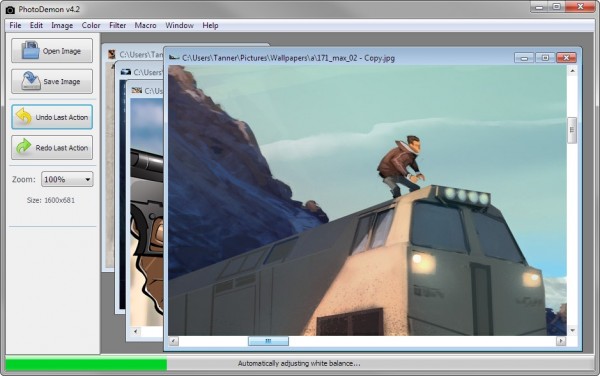 PhotoDemon v4.2
File Edit Image Color Filter Macro Window Help
Open Image
Save Image
Undo Last Action
Redo Last Action
Zoom: 100%
Size: 1600x681
C:\Users\Tann
C:\
C:\Us
C:\Users\Tanner\Pictures\Wallpapers\a\171_max_02 - Copy.jpg
Automatically adjusting white balance...